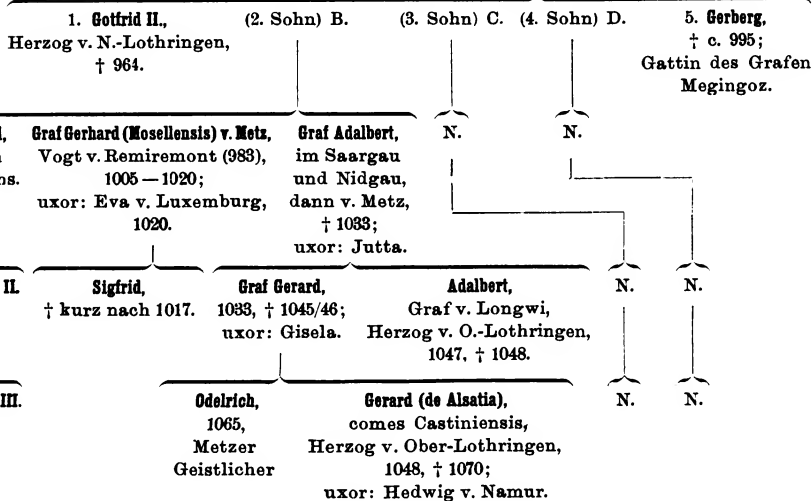 1. Gottfrid II.,
Herzog v. N.-Lothringen,
† 964.
(2. Sohn) B.
(3. Sohn) C.
(4. Sohn) D.
5. Gerberg,
† c. 995;
Gattin des Grafen
Megingoz.
Graf Gerhard (Mosellensis) v. Metz,
Vogt v. Remiremont (983),
1005—1020;
uxor: Eva v. Luxemburg,
1020.
Graf Adalbert,
im Saargau
und Nidgau,
dann v. Metz,
† 1033;
uxor: Jutta.
N.
N.
II.
Sigfrid,
† kurz nach 1017.
Graf Gerard,
1033, † 1045/46;
uxor: Gisela.
Adalbert,
Graf v. Longwi,
Herzog v. O.-Lothringen,
1047, † 1048.
N.
N.
III.
Odelrich,
1065,
Metzer
Geistlicher
Gerard (de Alsatia),
comes Castiniensis,
Herzog v. Ober-Lothringen,
1048, † 1070;
uxor: Hedwig v. Namur.
N.
N.